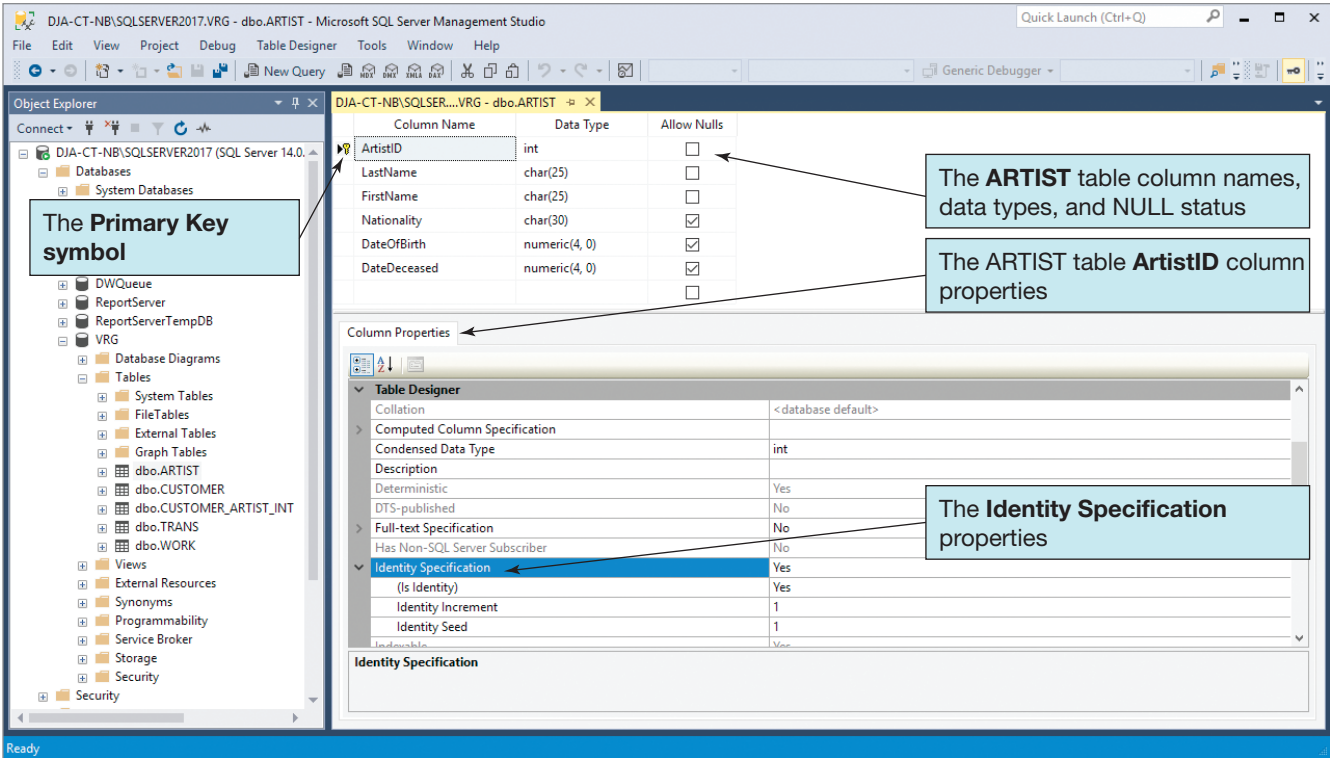 DJA-CT-NB\SQLSERVER2017.VRG - dbo.ARTIST - Microsoft SQL Server Management Studio
Quick Launch (Ctrl+Q)
File Edit View Project Debug Table Designer Tools Window Help
New Query MDX DMX XMLA DAX Generic Debugger
Object Explorer
Connect
DJA-CT-NB\SQLSERVER2017 (SQL Server 14.0.
Databases
System Databases
The Primary Key
symbol
DWQueue
ReportServer
ReportServerTempDB
VRG
Database Diagrams
Tables
System Tables
FileTables
External Tables
Graph Tables
dbo.ARTIST
dbo.CUSTOMER
dbo.CUSTOMER_ARTIST_INT
dbo.TRANS
dbo.WORK
Views
External Resources
Synonyms
Programmability
Service Broker
Storage
Security
Security
DJA-CT-NB\SQLSER....VRG - dbo.ARTIST
Column Name Data Type Allow Nulls
ArtistID int
LastName char(25)
FirstName char(25)
Nationality char(30)
DateOfBirth numeric(4, 0)
DateDeceased numeric(4, 0)
The ARTIST table column names,
data types, and NULL status
The ARTIST table ArtistID column
properties
Column Properties
Table Designer
Collation <database default>
Computed Column Specification
Condensed Data Type int
Description
Deterministic Yes
DTS-published No
Full-text Specification No
Has Non-SQL Server Subscriber No
Identity Specification Yes
(Is Identity) Yes
Identity Increment 1
Identity Seed 1
Indexable Yes
The Identity Specification
properties
Identity Specification
Ready